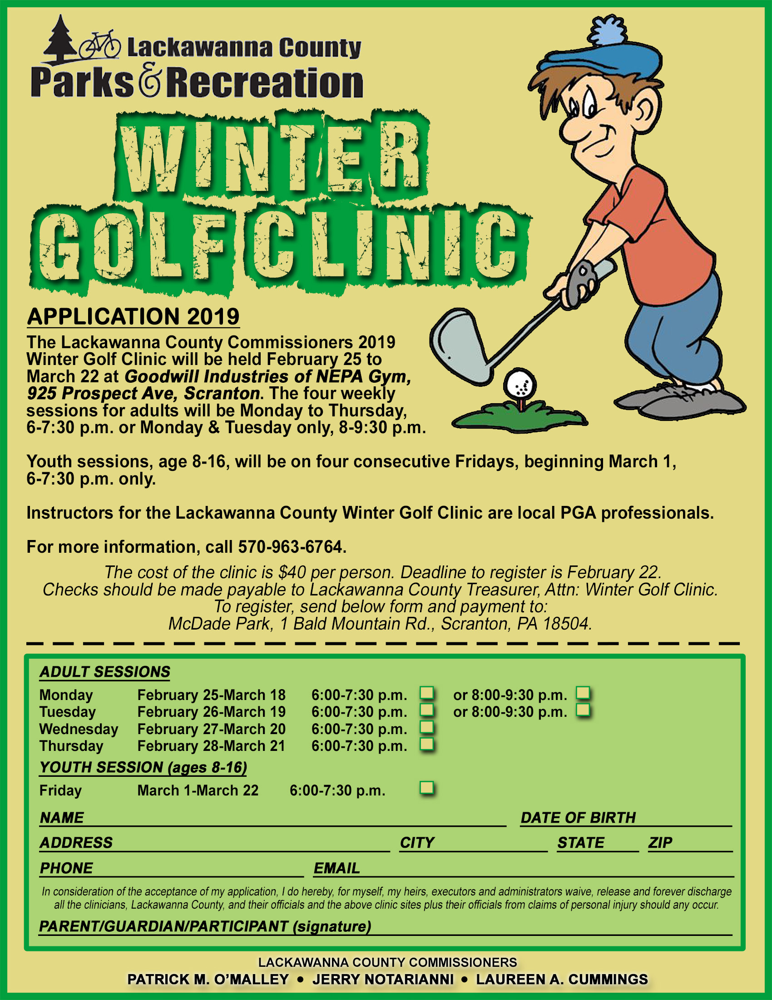 Lackawanna County
Parks & Recreation
WINTER
GOLF CLINIC
APPLICATION 2019
The Lackawanna County Commissioners 2019
Winter Golf Clinic will be held February 25 to
March 22 at Goodwill Industries of NEPA Gym,
925 Prospect Ave, Scranton. The four weekly
sessions for adults will be Monday to Thursday,
6-7:30 p.m. or Monday & Tuesday only, 8-9:30 p.m.
Youth sessions, age 8-16, will be on four consecutive Fridays, beginning March 1,
6-7:30 p.m. only.
Instructors for the Lackawanna County Winter Golf Clinic are local PGA professionals.
For more information, call 570-963-6764.
The cost of the clinic is $40 per person. Deadline to register is February 22.
Checks should be made payable to Lackawanna County Treasurer, Attn: Winter Golf Clinic.
To register, send below form and payment to:
McDade Park, 1 Bald Mountain Rd., Scranton, PA 18504.
ADULT SESSIONS
Monday February 25-March 18 6:00-7:30 p.m. or 8:00-9:30 p.m.
Tuesday February 26-March 19 6:00-7:30 p.m. or 8:00-9:30 p.m.
Wednesday February 27-March 20 6:00-7:30 p.m.
Thursday February 28-March 21 6:00-7:30 p.m.
YOUTH SESSION (ages 8-16)
Friday March 1-March 22 6:00-7:30 p.m.
NAME DATE OF BIRTH
ADDRESS CITY STATE ZIP
PHONE EMAIL
In consideration of the acceptance of my application, I do hereby, for myself, my heirs, executors and administrators waive, release and forever discharge
all the clinicians, Lackawanna County, and their officials and the above clinic sites plus their officials from claims of personal injury should any occur.
PARENT/GUARDIAN/PARTICIPANT (signature)
LACKAWANNA COUNTY COMMISSIONERS
PATRICK M. O’MALLEY • JERRY NOTARIANNI • LAUREEN A. CUMMINGS